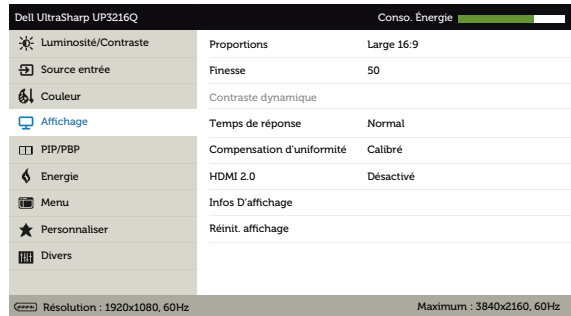 Dell UltraSharp UP3216Q Conso. Énergie
Luminosité/Contraste Proportions Large 16:9
Source entrée Finesse 50
Couleur Contraste dynamique
Affichage Temps de réponse Normal
PIP/PBP Compensation d'uniformité Calibré
Energie HDMI 2.0 Désactivé
Menu Infos D'affichage
Personnaliser Réinit. affichage
Divers
Résolution : 1920x1080, 60Hz Maximum : 3840x2160, 60Hz